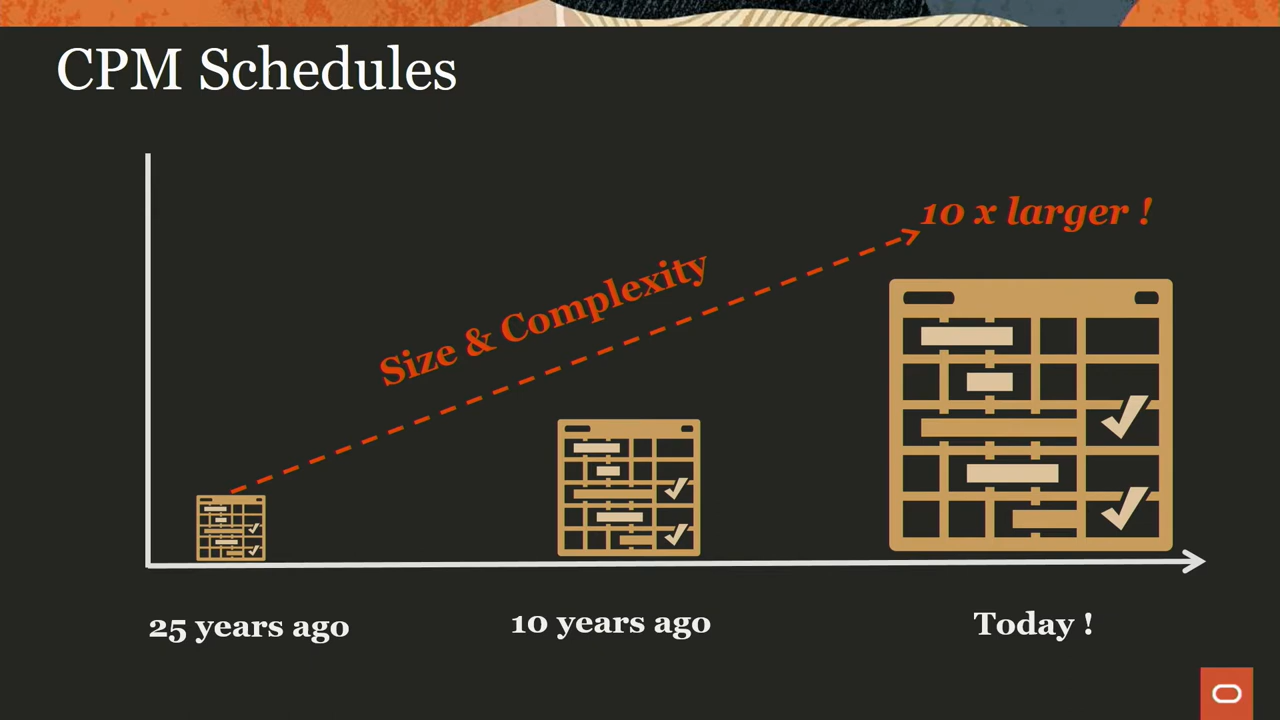 CPM Schedules
10 x larger !
Size & Complexity
25 years ago
10 years ago
Today !